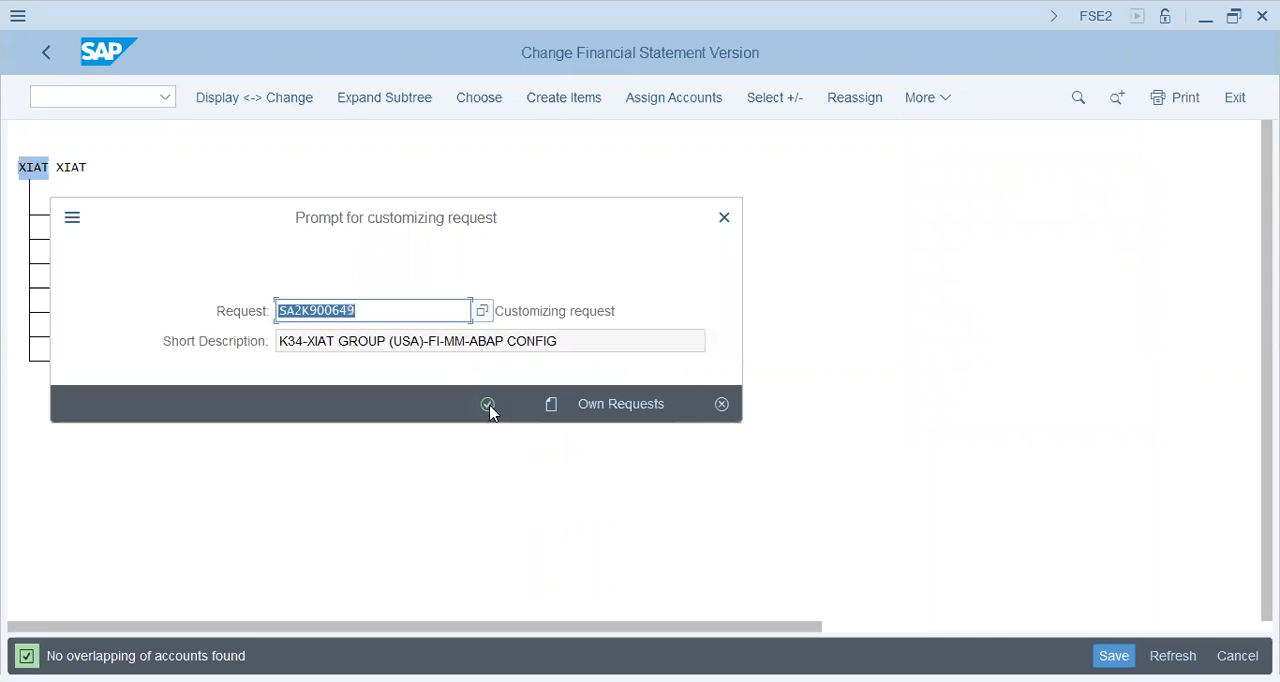 FSE2
SAP
Change Financial Statement Version
Display <-> Change Expand Subtree Choose Create Items Assign Accounts Select +/- Reassign More Print Exit
XIAT XIAT
Prompt for customizing request
Request: SA2K900649 Customizing request
Short Description: K34-XIAT GROUP (USA)-FI-MM-ABAP CONFIG
Own Requests
No overlapping of accounts found Save Refresh Cancel